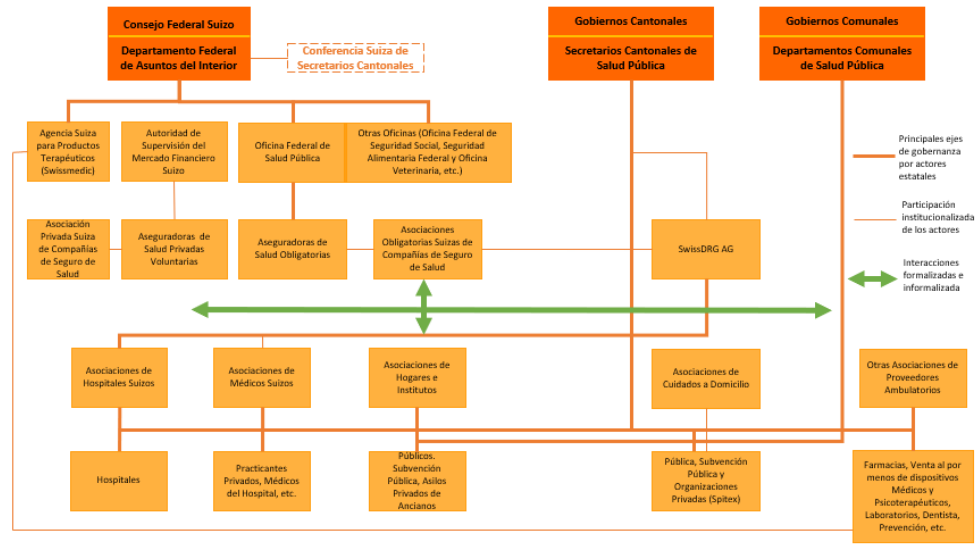 Consejo Federal Suizo
Departamento Federal
de Asuntos del Interior
Conferencia Suiza de
Secretarios Cantonales
Gobiernos Cantonales
Secretarios Cantonales de
Salud Pública
Gobiernos Comunales
Departamentos Comunales
de Salud Pública
Agencia Suiza
para Productos
Terapéuticos
(Swissmedic)
Autoridad de
Supervisión del
Mercado Financiero
Suizo
Oficina Federal de
Salud Pública
Otras Oficinas (Oficina Federal de
Seguridad Social, Seguridad
Alimentaria Federal y Oficina
Veterinaria, etc.)
Principales ejes
de gobernanza
por actores
estatales
Asociación
Privada Suiza
de Compañías
de Seguro de
Salud
Aseguradoras de
Salud Privadas
Voluntarias
Aseguradoras de
Salud Obligatorias
Asociaciones
Obligatorias Suizas de
Compañías de Seguro
de Salud
SwissDRG AG
Participación
institucionalizada
de los actores
Interacciones
formalizadas e
informalizada
Asociaciones de
Hospitales Suizos
Asociaciones de
Médicos Suizos
Asociaciones de
Hogares e
Institutos
Asociaciones de
Cuidados a Domicilio
Otras Asociaciones de
Proveedores
Ambulatorios
Hospitales
Practicantes
Privados, Médicos
del Hospital, etc.
Públicos.
Subvención
Pública, Asilos
Privados de
Ancianos
Pública, Subvención
Pública y
Organizaciones
Privadas (Spitex)
Farmacias, Venta al por
menos de dispositivos
Médicos y
Psicoterapéuticos,
Laboratorios, Dentista,
Prevención, etc.